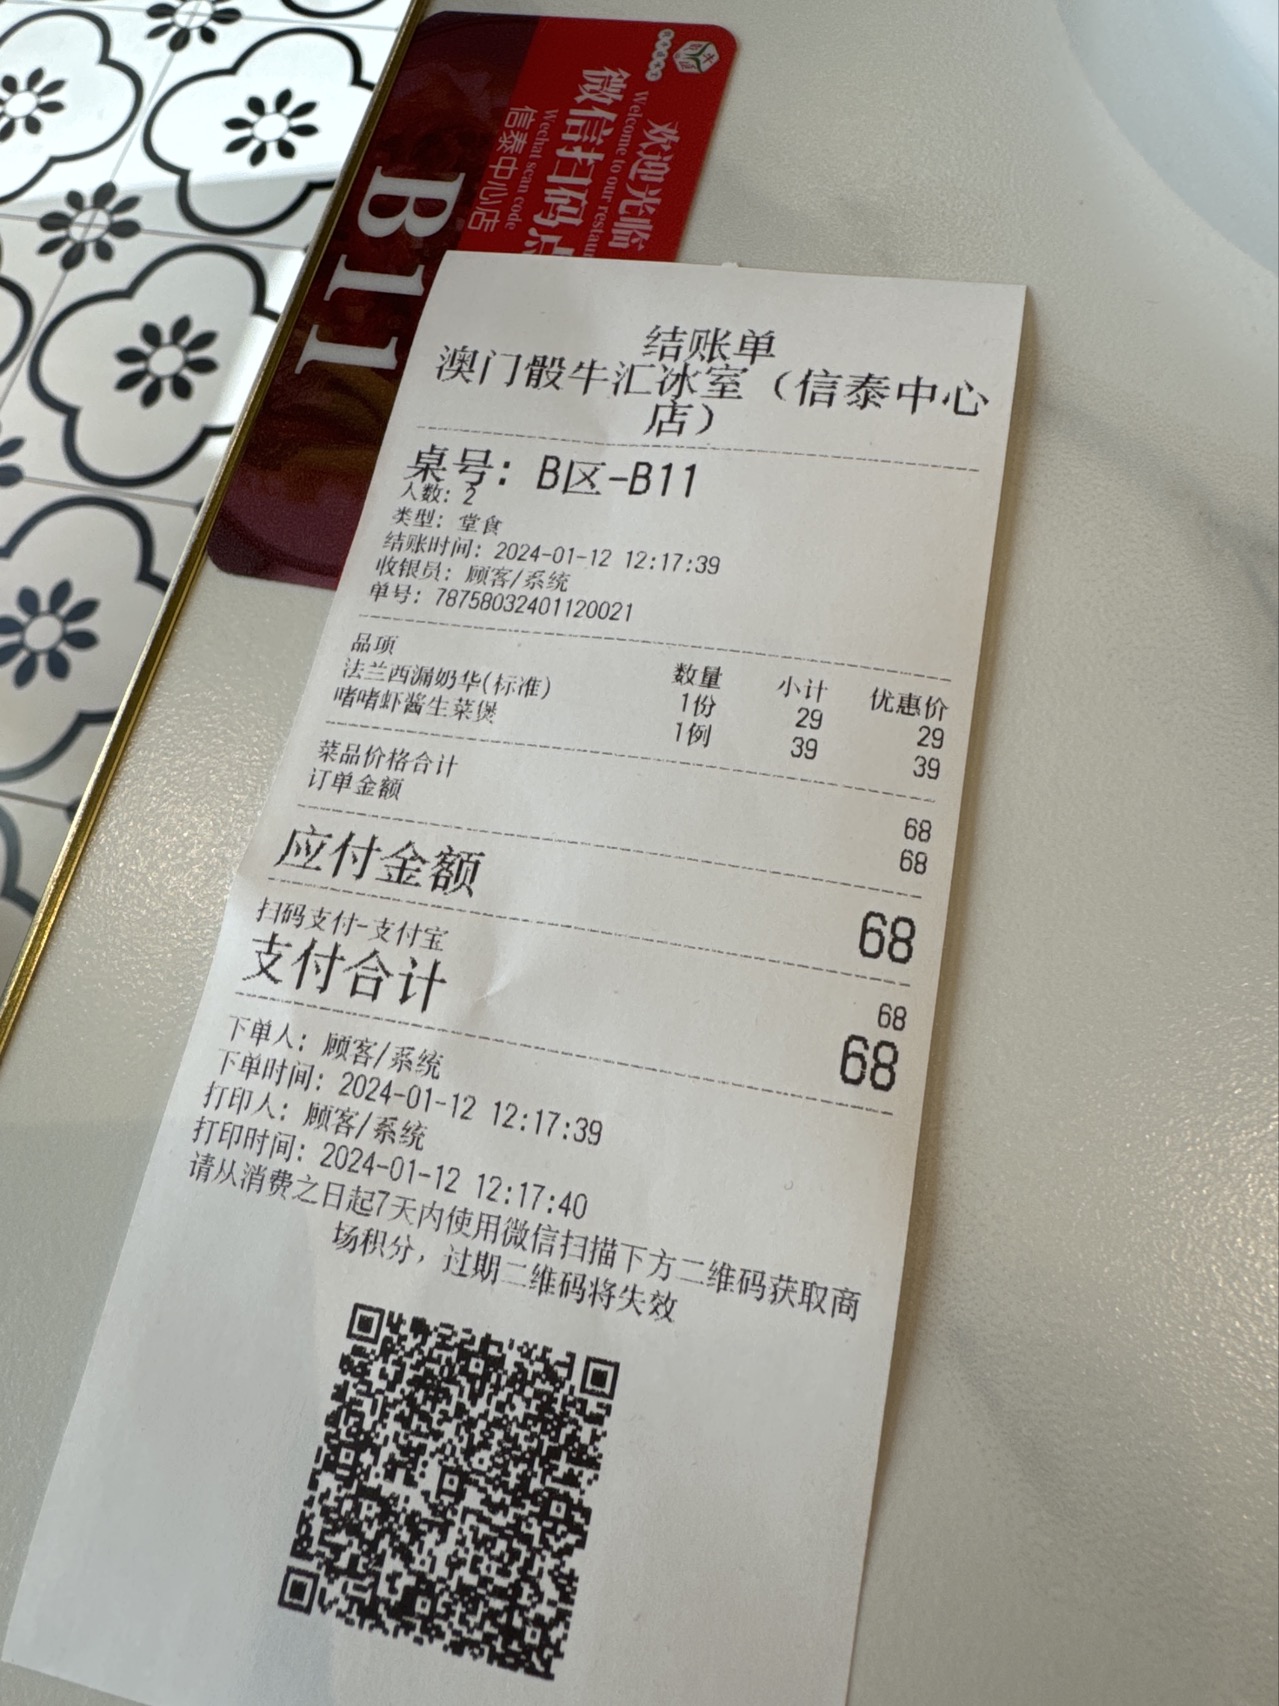 欢迎光临
Welcome to our restau
微信扫码点
Wechat scan code
信泰中心店
B11
结账单
澳门骰牛汇冰室（信泰中心
店）
桌号： B区-B11
人数： 2
类型： 堂食
结账时间： 2024-01-12 12:17:39
收银员： 顾客/系统
单号： 78758032401120021
品项 数量 小计 优惠价
法兰西漏奶华(标准) 1份 29 29
啫啫虾酱生菜煲 1例 39 39
菜品价格合计 68
订单金额 68
应付金额 68
扫码支付-支付宝 68
支付合计 68
下单人： 顾客/系统
下单时间： 2024-01-12 12:17:39
打印人： 顾客/系统
打印时间： 2024-01-12 12:17:40
请从消费之日起7天内使用微信扫描下方二维码获取商
场积分，过期二维码将失效